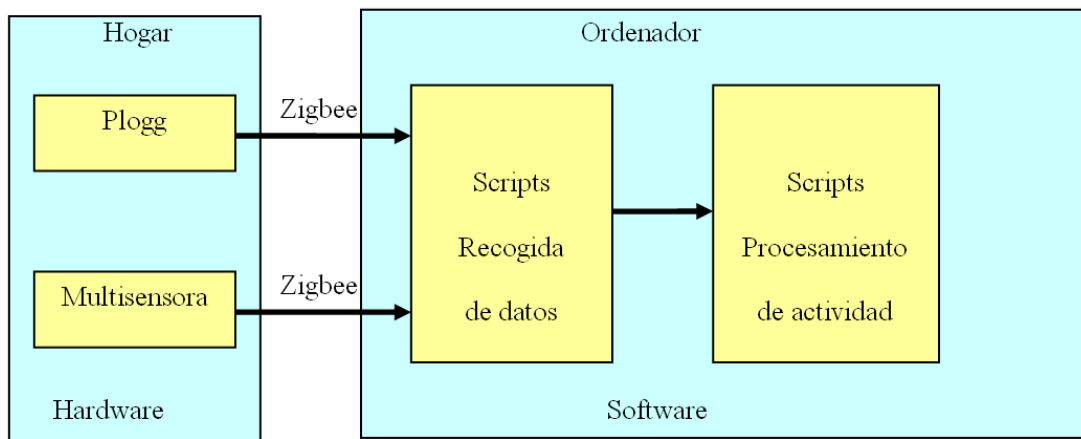 Hogar
Plogg
Multisensora
Hardware
Zigbee
Zigbee
Ordenador
Scripts
Recogida
de datos
Scripts
Procesamiento
de actividad
Software